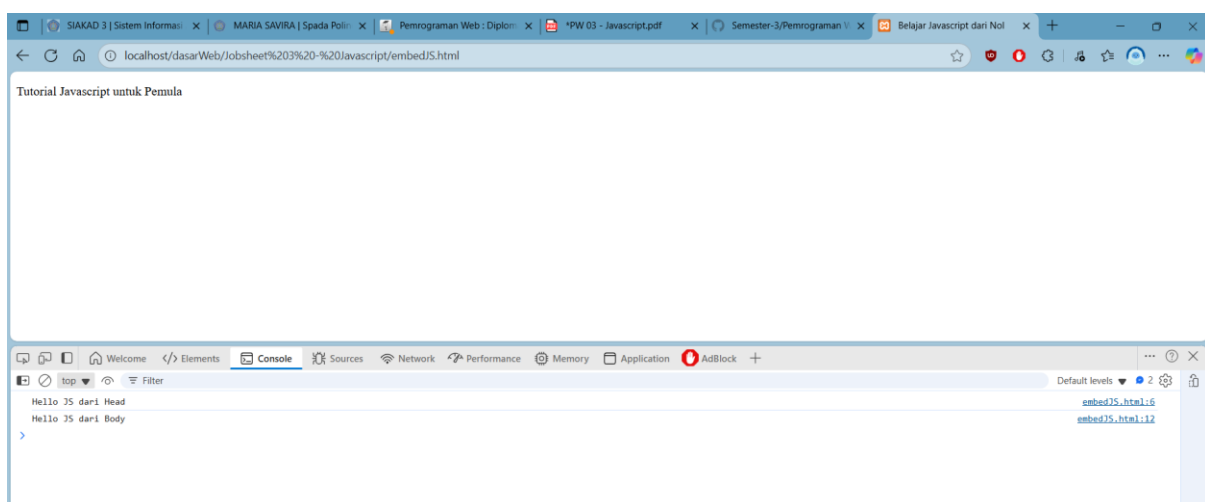 SIAKAD 3 | Sistem Informasi
MARIA SAVIRA | Spada Polin
Pemrograman Web : Diplom
*PW 03 - Javascript.pdf
Semester-3/Pemrograman W
Belajar Javascript dari Nol
localhost/dasarWeb/Jobsheet%203%20-%20Javascript/embedJS.html
Tutorial Javascript untuk Pemula
Welcome </> Elements Console Sources Network Performance Memory Application AdBlock
top Filter Default levels 2
Hello JS dari Head embedJS.html:6
Hello JS dari Body embedJS.html:12
>